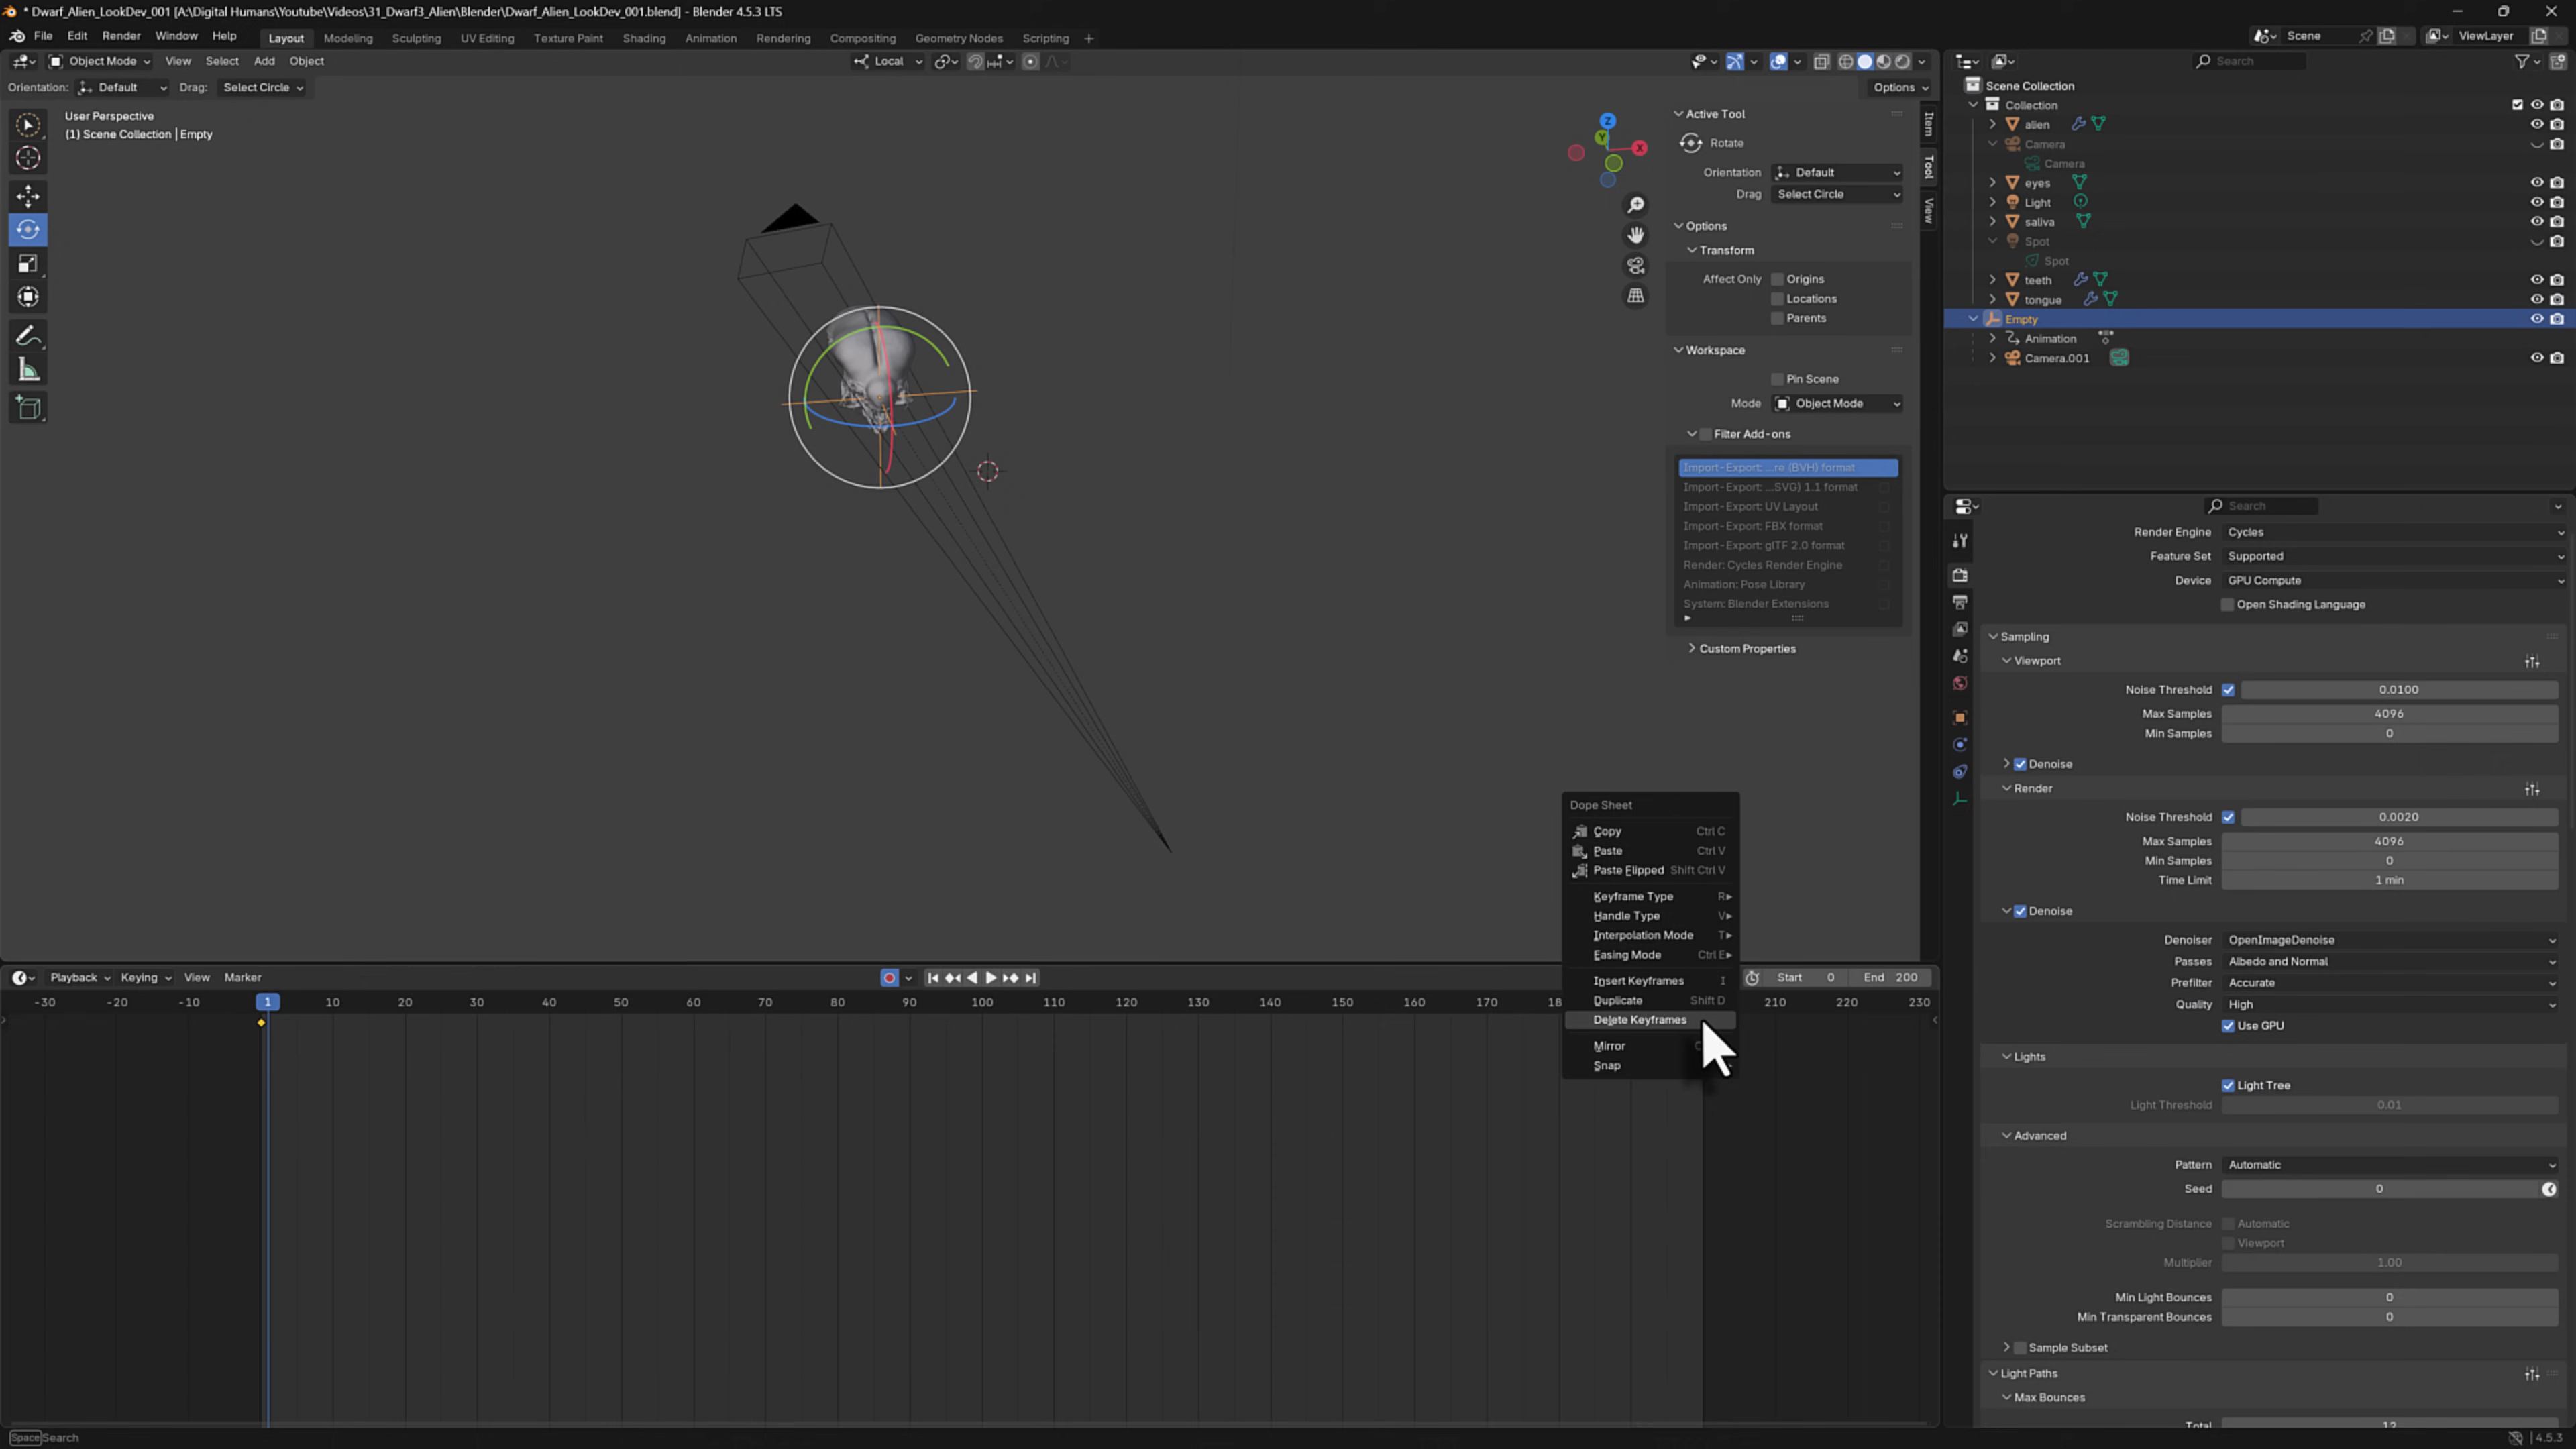 * Dwarf_Alien_LookDev_001 [A:\Digital Humans\Youtube\Videos\31_Dwarf3_Alien\Blender\Dwarf_Alien_LookDev_001.blend] - Blender 4.5.3 LTS
File Edit Render Window Help Layout Modeling Sculpting UV Editing Texture Paint Shading Animation Rendering Compositing Geometry Nodes Scripting + Scene ViewLayer
Object Mode View Select Add Object Local Search
Orientation: Default Drag: Select Circle Options
User Perspective
(1) Scene Collection | Empty
Z
Y
X
Item
Tool
View
Active Tool
Rotate
Orientation Default
Drag Select Circle
Options
Transform
Affect Only Origins
Locations
Parents
Workspace
Pin Scene
Mode Object Mode
Filter Add-ons
Import-Export: ...re (BVH) format
Import-Export: ...SVG) 1.1 format
Import-Export: UV Layout
Import-Export: FBX format
Import-Export: glTF 2.0 format
Render: Cycles Render Engine
Animation: Pose Library
System: Blender Extensions
Custom Properties
Scene Collection
Collection
alien
Camera
Camera
eyes
Light
saliva
Spot
Spot
teeth
tongue
Empty
Animation
Camera.001
Search
Render Engine Cycles
Feature Set Supported
Device GPU Compute
Open Shading Language
Sampling
Viewport
Noise Threshold 0.0100
Max Samples 4096
Min Samples 0
Denoise
Render
Noise Threshold 0.0020
Max Samples 4096
Min Samples 0
Time Limit 1 min
Denoise
Denoiser OpenImageDenoise
Passes Albedo and Normal
Prefilter Accurate
Quality High
Use GPU
Lights
Light Tree
Light Threshold 0.01
Advanced
Pattern Automatic
Seed 0
Scrambling Distance Automatic
Viewport
Multiplier 1.00
Min Light Bounces 0
Min Transparent Bounces 0
Sample Subset
Light Paths
Max Bounces
Total 12
Dope Sheet
Copy Ctrl C
Paste Ctrl V
Paste Flipped Shift Ctrl V
Keyframe Type R
Handle Type V
Interpolation Mode T
Easing Mode Ctrl E
Insert Keyframes I
Duplicate Shift D
Delete Keyframes
Mirror
Snap
Playback Keying View Marker Start 0 End 200
-30 -20 -10 1 10 20 30 40 50 60 70 80 90 100 110 120 130 140 150 160 170 210 220 230
Space Search 4.5.3